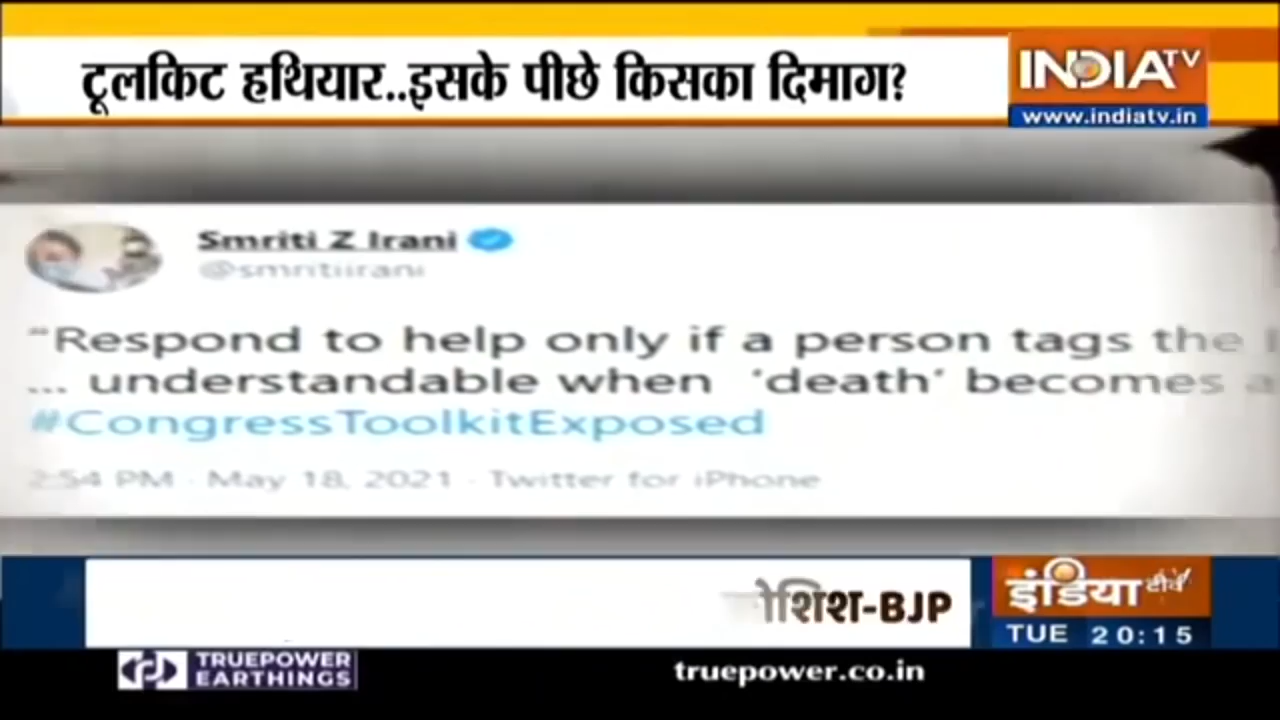 टूलकिट हथियार..इसके पीछे किसका दिमाग?
INDIA TV
www.indiatv.in
Smriti Z Irani
@smritiirani
"Respond to help only if a person tags the
... understandable when 'death' becomes a
#CongressToolkitExposed
2:54 PM · May 18, 2021 · Twitter for iPhone
-BJP
इंडिया टीवी
TUE 20:15
TRUEPOWER
EARTHINGS
truepower.co.in